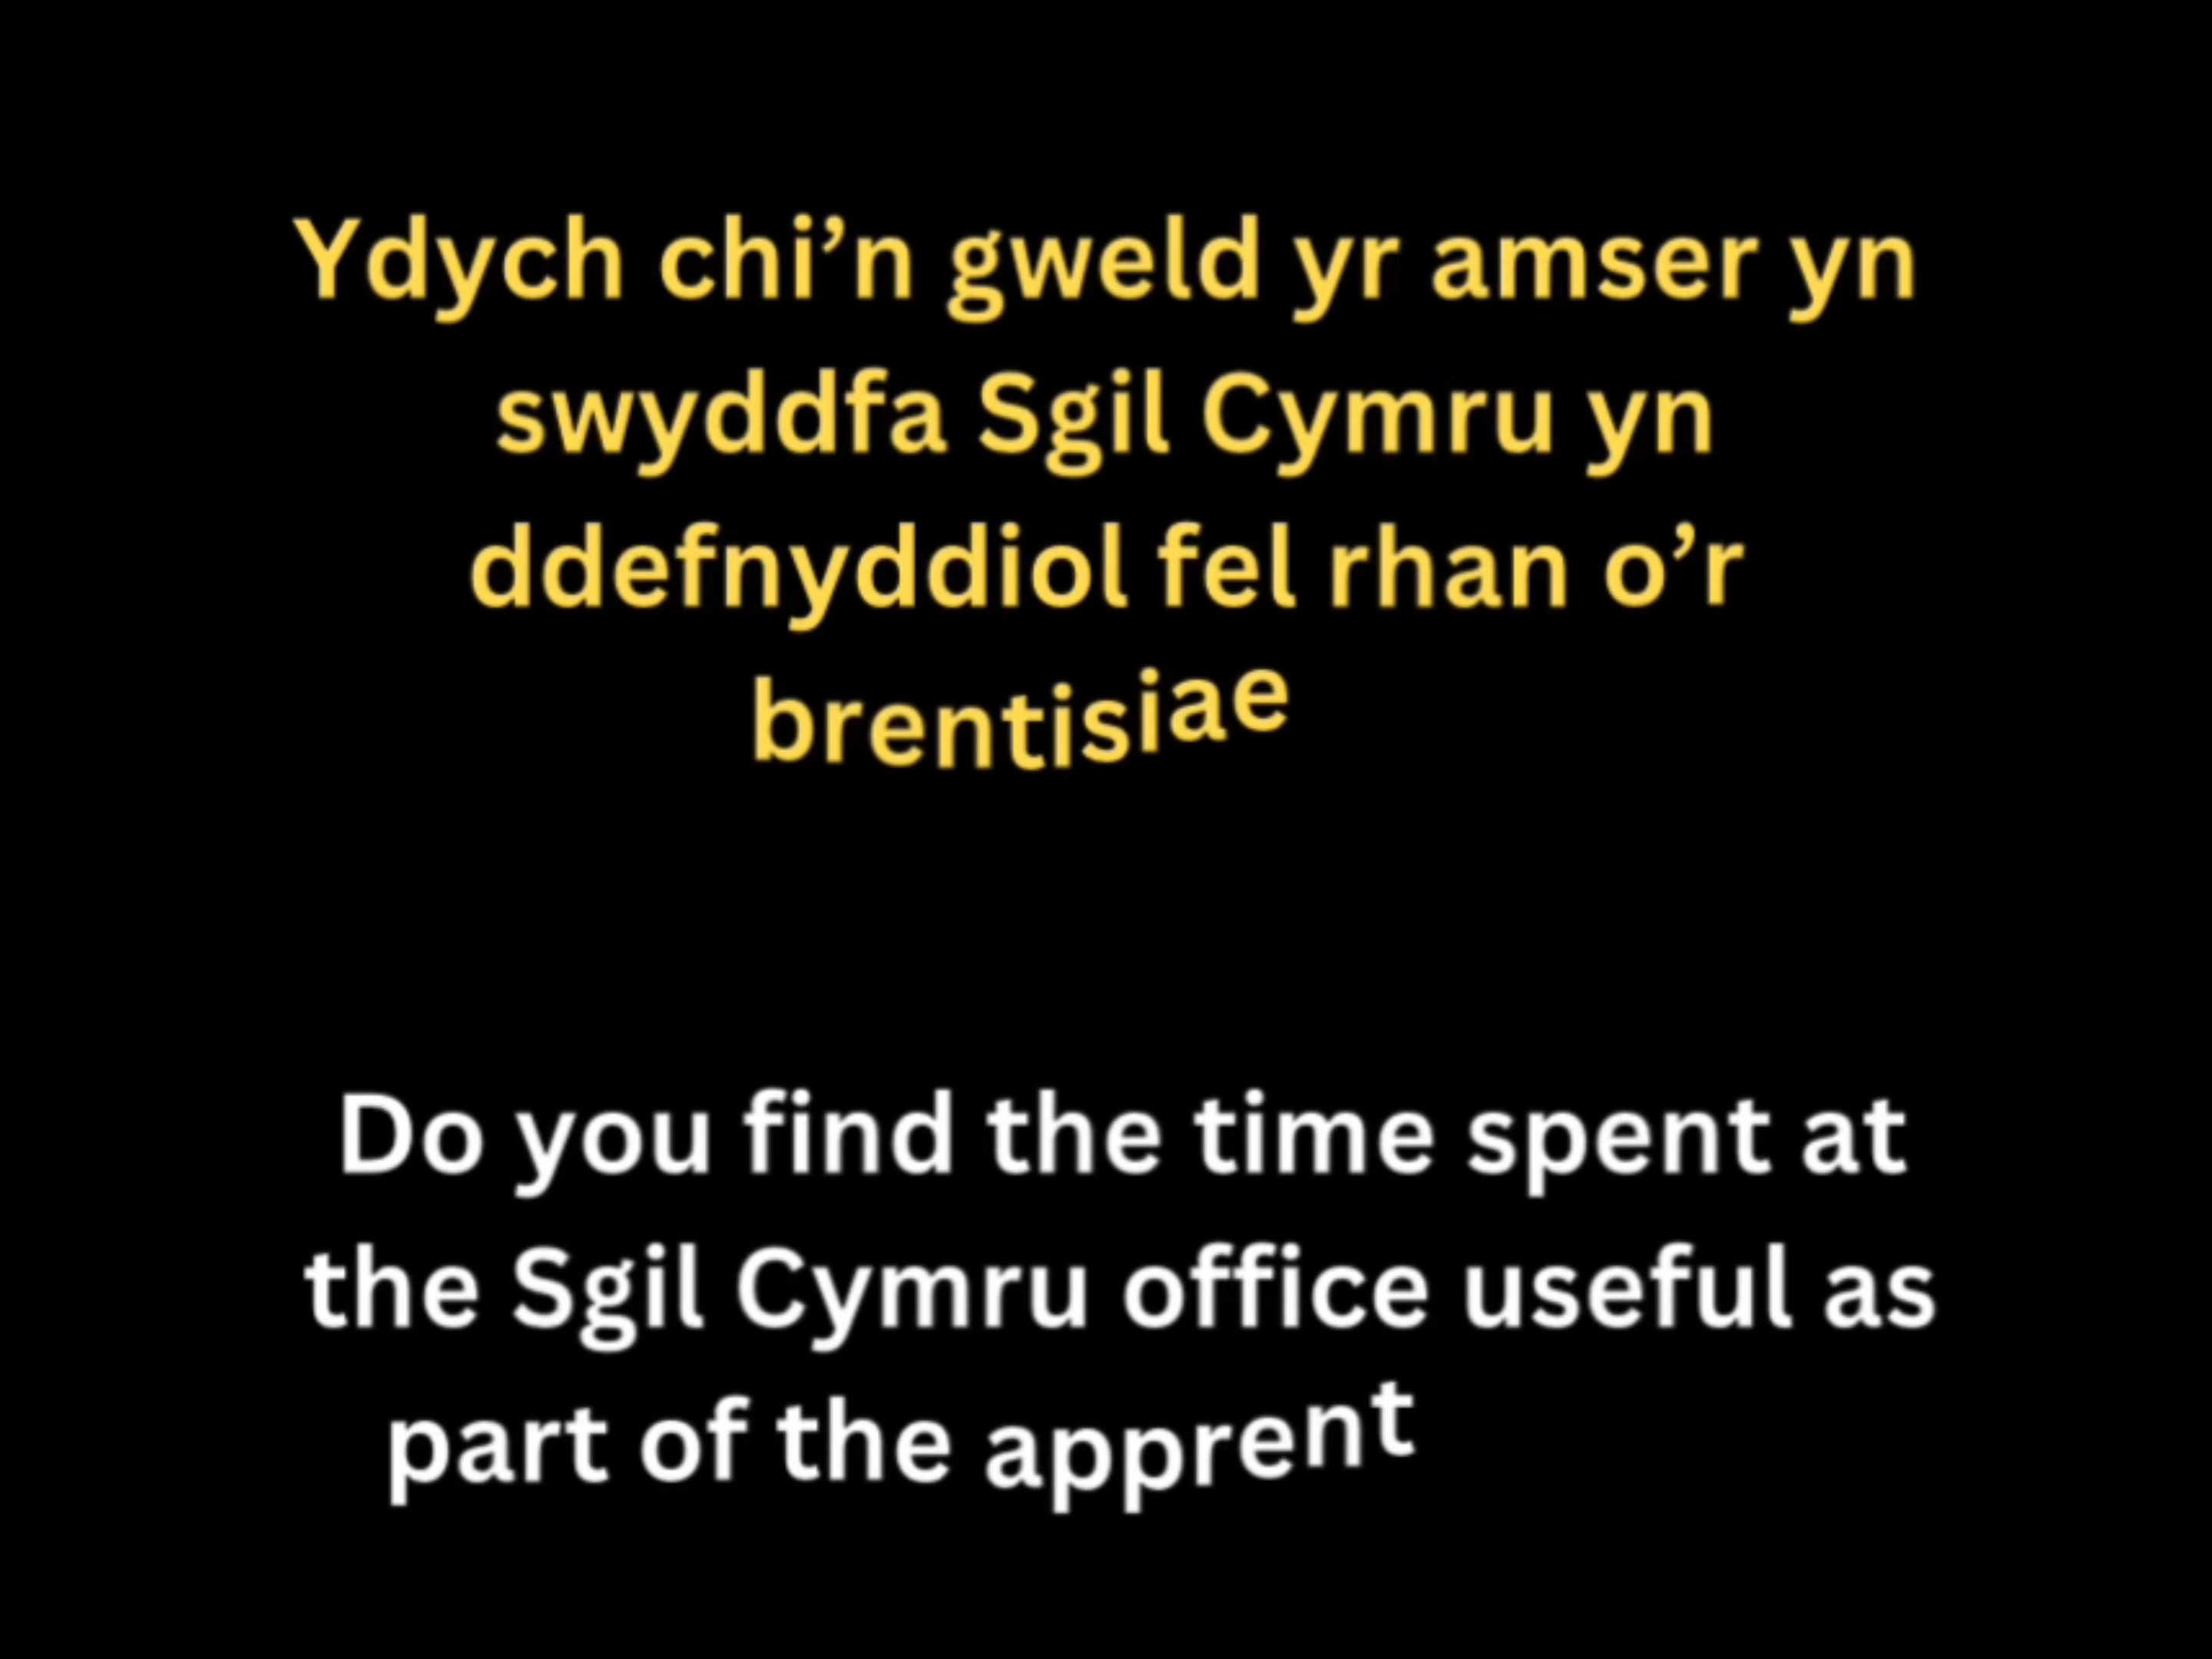 Ydych chi’n gweld yr amser yn
swyddfa Sgil Cymru yn
ddefnyddiol fel rhan o’r
brentisiae
Do you find the time spent at
the Sgil Cymru office useful as
part of the apprent